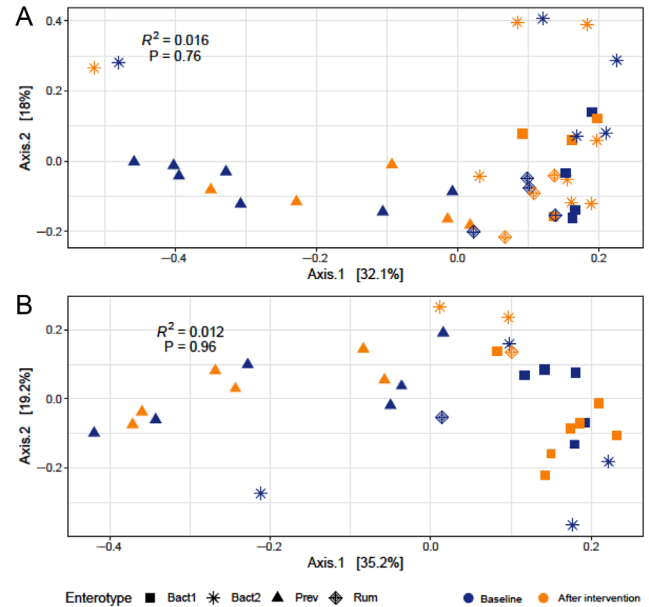 A
R² = 0.016
P = 0.76
Axis.2 [18%]
0.4
0.2
0.0
−0.2
−0.4
−0.2
0.0
0.2
Axis.1 [32.1%]
B
R² = 0.012
P = 0.96
Axis.2 [19.2%]
0.2
0.0
−0.2
−0.4
−0.2
0.0
0.2
Axis.1 [35.2%]
Enterotype Bact1 Bact2 Prev Rum Baseline After intervention